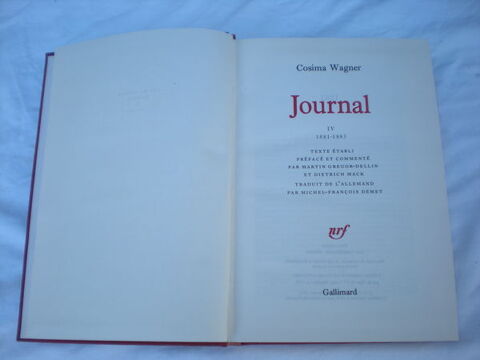 Cosima Wagner
Journal
IV
1881-1883
TEXTE ÉTABLI
PRÉFACÉ ET COMMENTÉ
PAR MARTIN GREGOR-DELLIN
ET DIETRICH MACK
TRADUIT DE L'ALLEMAND
PAR MICHEL-FRANÇOIS DEMET
nrf
Gallimard